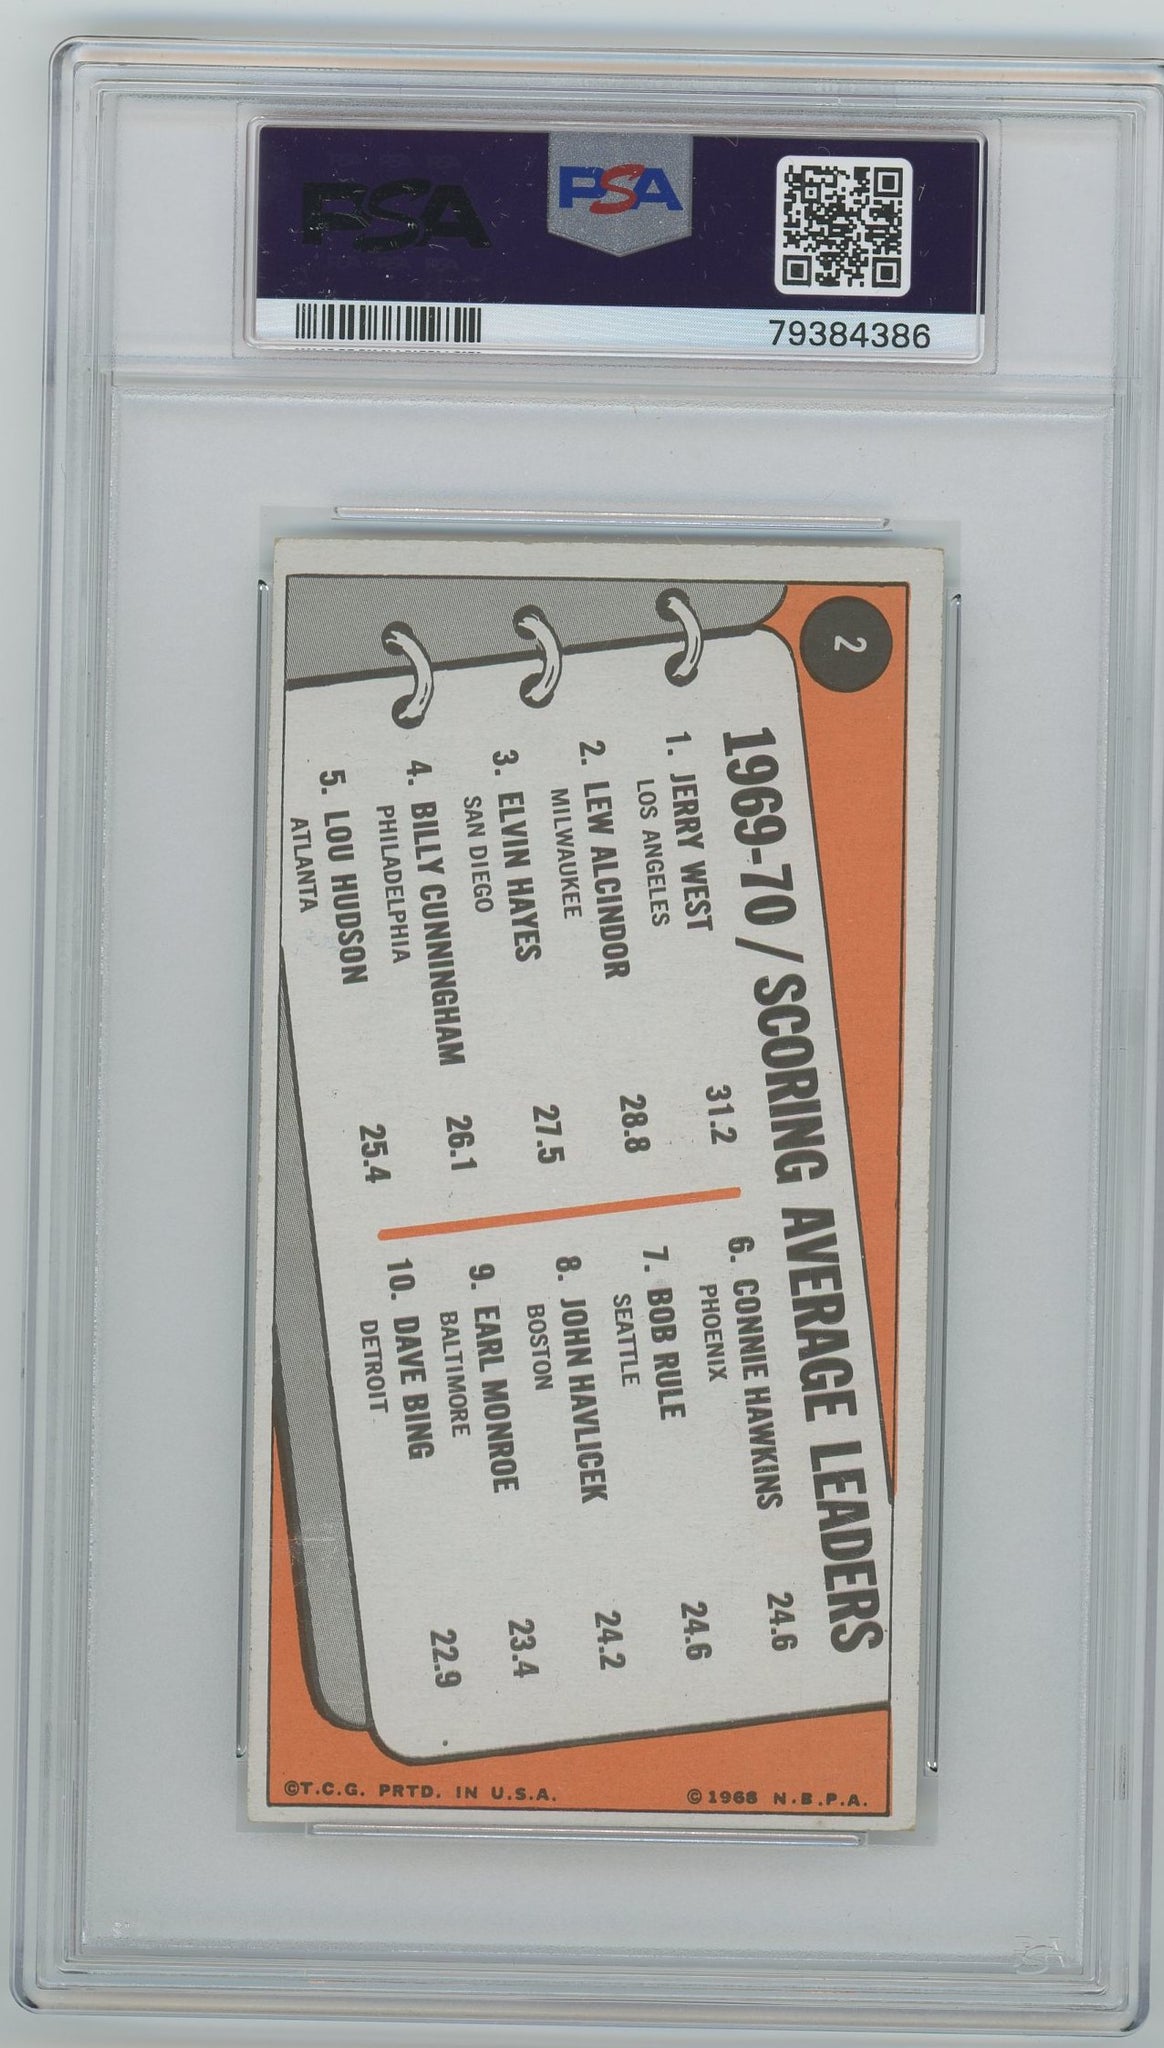 PSA
PSA
79384386
2
1969-70 / SCORING AVERAGE LEADERS
1. JERRY WEST 31.2
LOS ANGELES
2. LEW ALCINDOR 28.8
MILWAUKEE
3. ELVIN HAYES 27.5
SAN DIEGO
4. BILLY CUNNINGHAM 26.1
PHILADELPHIA
5. LOU HUDSON 25.4
ATLANTA
6. CONNIE HAWKINS 24.6
PHOENIX
7. BOB RULE 24.6
SEATTLE
8. JOHN HAVLICEK 24.2
BOSTON
9. EARL MONROE 23.4
BALTIMORE
10. DAVE BING 22.9
DETROIT
©T.C.G. PRTD. IN U.S.A.
©1968 N.B.P.A.
PSA